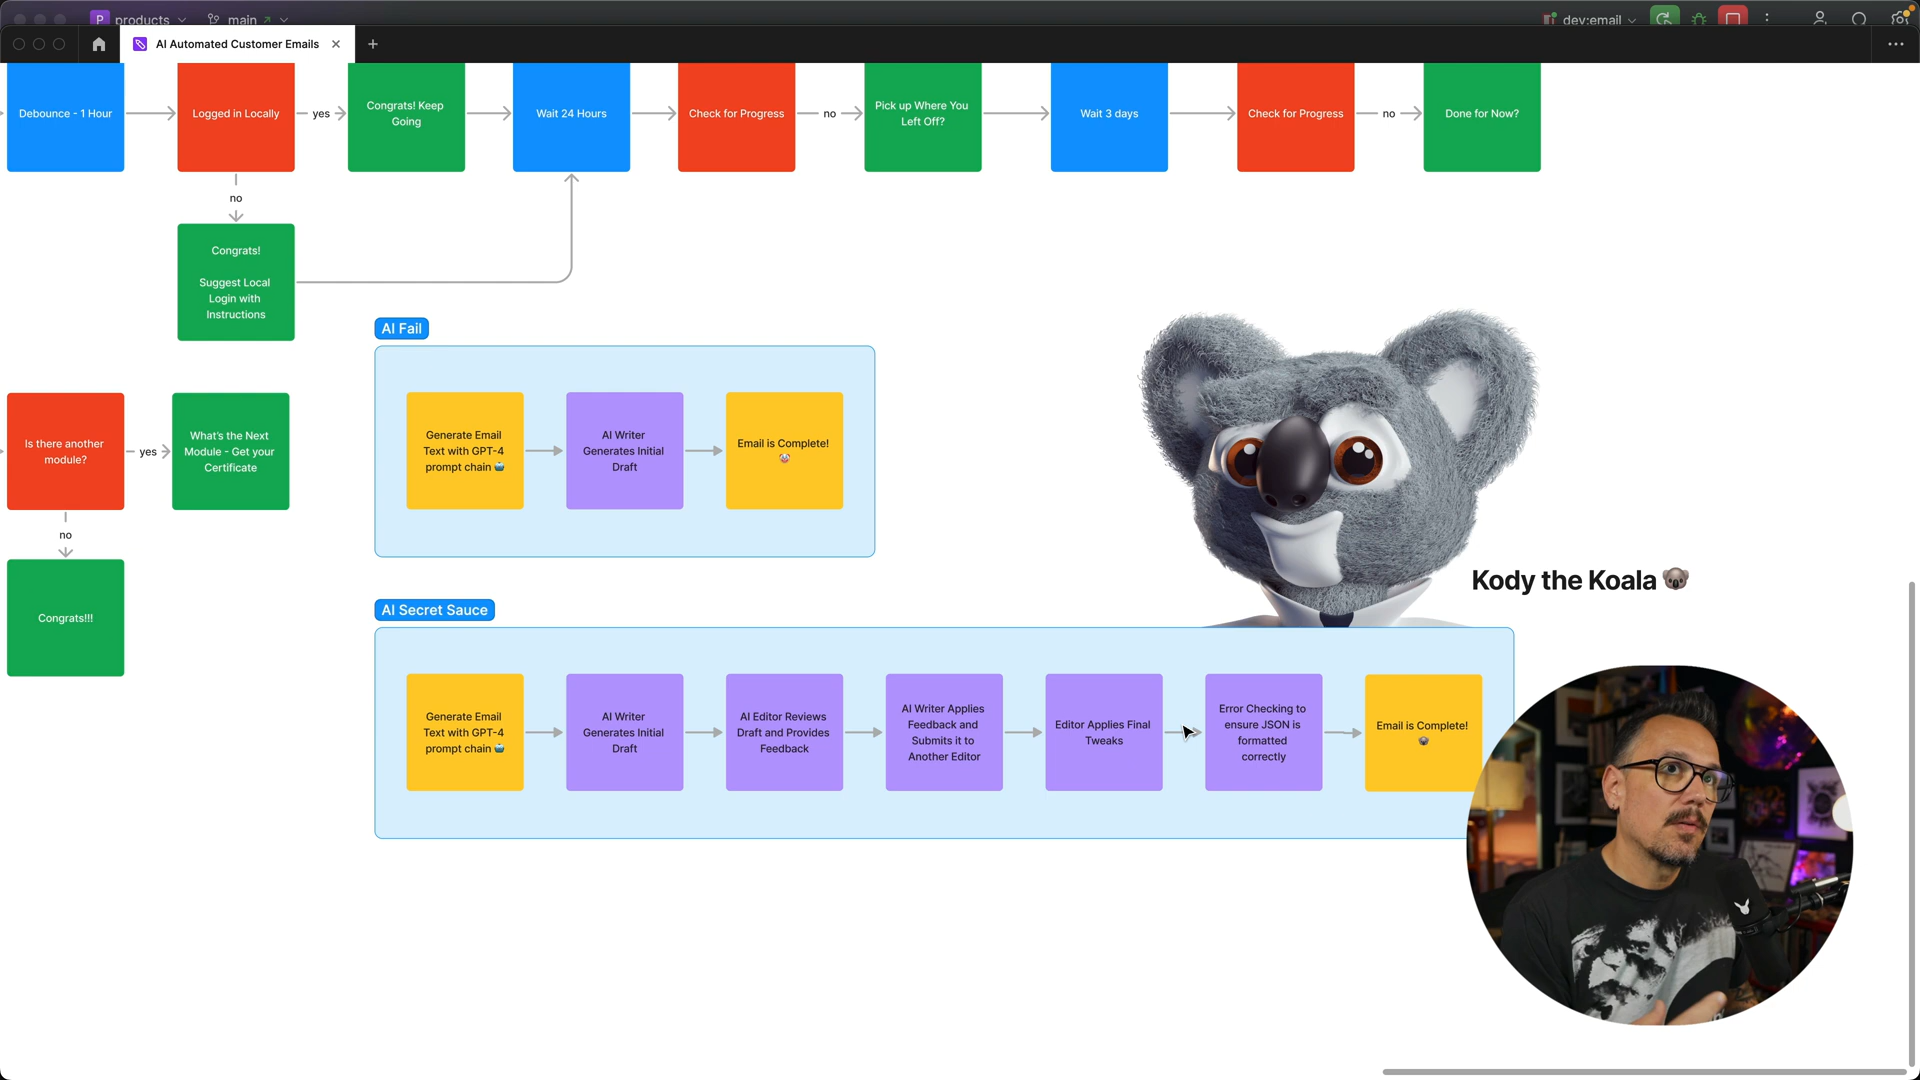 products
main
dev:email
AI Automated Customer Emails
Debounce - 1 Hour
Logged in Locally
yes
Congrats! Keep
Going
Wait 24 Hours
Check for Progress
no
Pick up Where You
Left Off?
Wait 3 days
Check for Progress
no
Done for Now?
no
Congrats!
Suggest Local
Login with
Instructions
AI Fail
Is there another
module?
yes
What's the Next
Module - Get your
Certificate
Generate Email
Text with GPT-4
prompt chain 🤖
AI Writer
Generates Initial
Draft
Email is Complete!
🤡
no
Congrats!!!
Kody the Koala 🐨
AI Secret Sauce
Generate Email
Text with GPT-4
prompt chain 🤖
AI Writer
Generates Initial
Draft
AI Editor Reviews
Draft and Provides
Feedback
AI Writer Applies
Feedback and
Submits it to
Another Editor
Editor Applies Final
Tweaks
Error Checking to
ensure JSON is
formatted
correctly
Email is Complete!
🐨